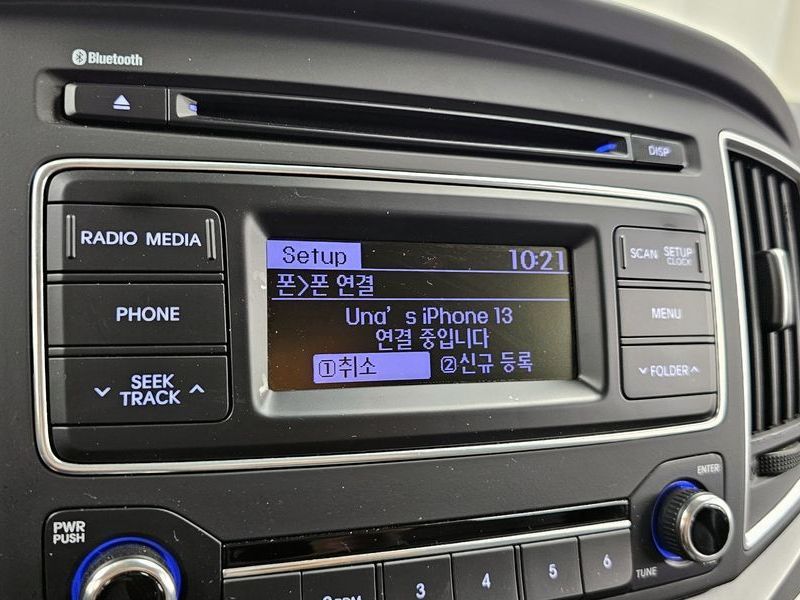 Bluetooth
DISP
RADIO MEDIA
PHONE
SEEK
TRACK
Setup 10:21
폰>폰 연결
Una's iPhone 13
연결 중입니다
①취소 ②신규 등록
SCAN SETUP
CLOCK
MENU
FOLDER
PWR
PUSH
3 4 5 6
ENTER
TUNE